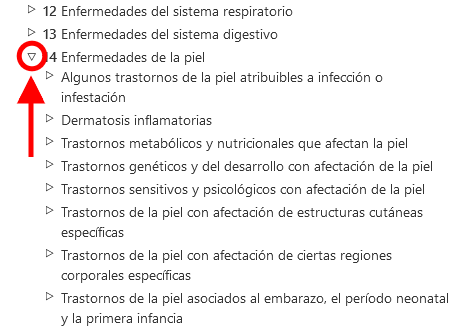 12 Enfermedades del sistema respiratorio
13 Enfermedades del sistema digestivo
14 Enfermedades de la piel
Algunos trastornos de la piel atribuibles a infección o
infestación
Dermatosis inflamatorias
Trastornos metabólicos y nutricionales que afectan la piel
Trastornos genéticos y del desarrollo con afectación de la piel
Trastornos sensitivos y psicológicos con afectación de la piel
Trastornos de la piel con afectación de estructuras cutáneas
específicas
Trastornos de la piel con afectación de ciertas regiones
corporales específicas
Trastornos de la piel asociados al embarazo, el período neonatal
y la primera infancia